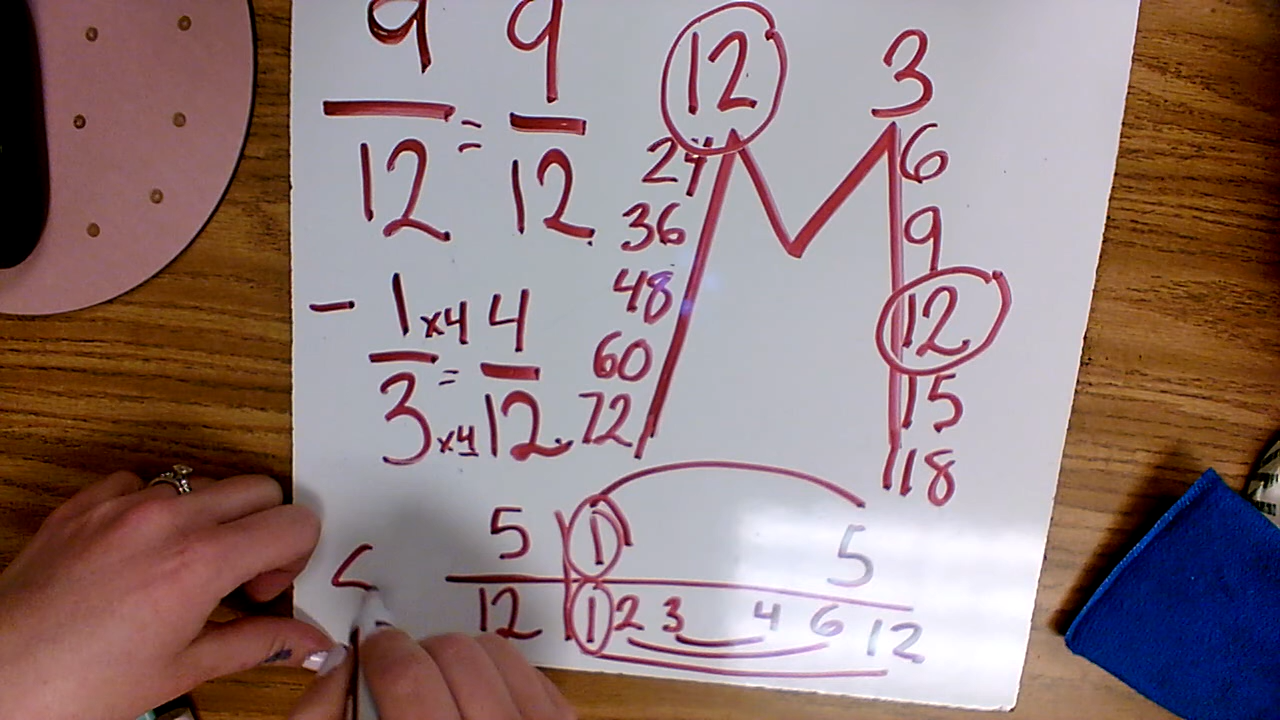 9 9 12 3
— = —
12 12
24 6
36 9
48 12
60 15
72 18
- 1 x4 4
— = —
3 x4 12
5 1 5
12 1 2 3 4 6 12